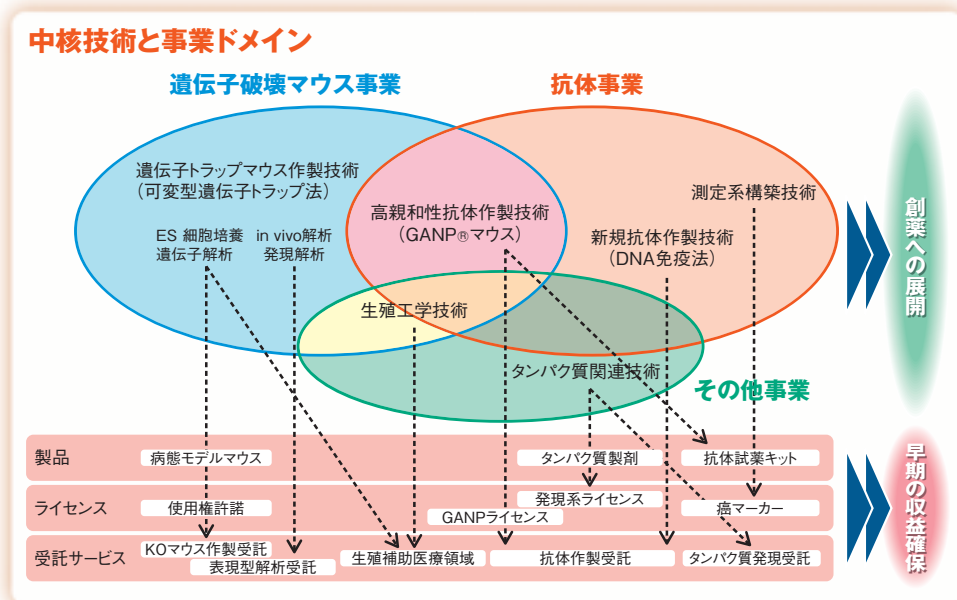 中核技術と事業ドメイン
遺伝子破壊マウス事業
抗体事業
遺伝子トラップマウス作製技術
（可変型遺伝子トラップ法）
ES 細胞培養
遺伝子解析
in vivo解析
発現解析
高親和性抗体作製技術
（GANP®マウス）
測定系構築技術
新規抗体作製技術
（DNA免疫法）
生殖工学技術
タンパク質関連技術
その他事業
創薬への展開
製品
病態モデルマウス
タンパク質製剤
抗体試薬キット
ライセンス
使用権許諾
GANPライセンス
発現系ライセンス
癌マーカー
受託サービス
KOマウス作製受託
表現型解析受託
生殖補助医療領域
抗体作製受託
タンパク質発現受託
早期の収益確保